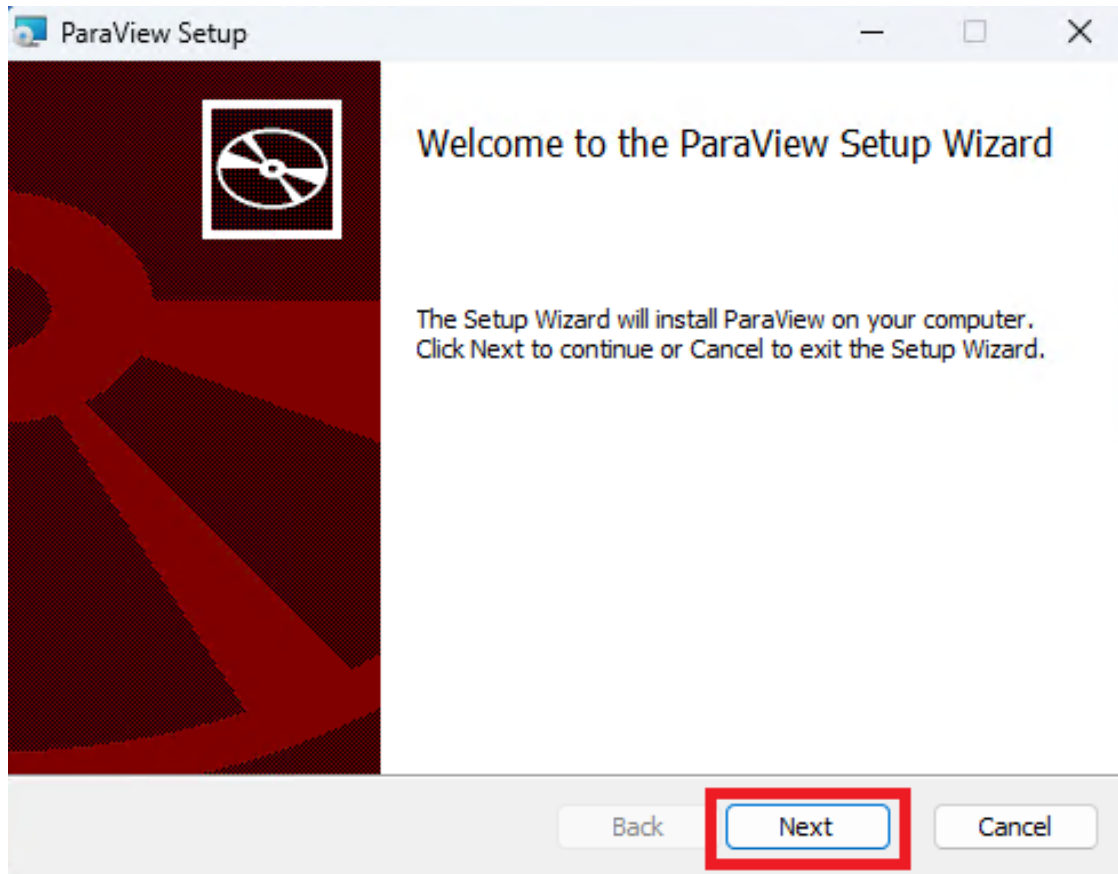 ParaView Setup
Welcome to the ParaView Setup Wizard
The Setup Wizard will install ParaView on your computer.
Click Next to continue or Cancel to exit the Setup Wizard.
Back
Next
Cancel